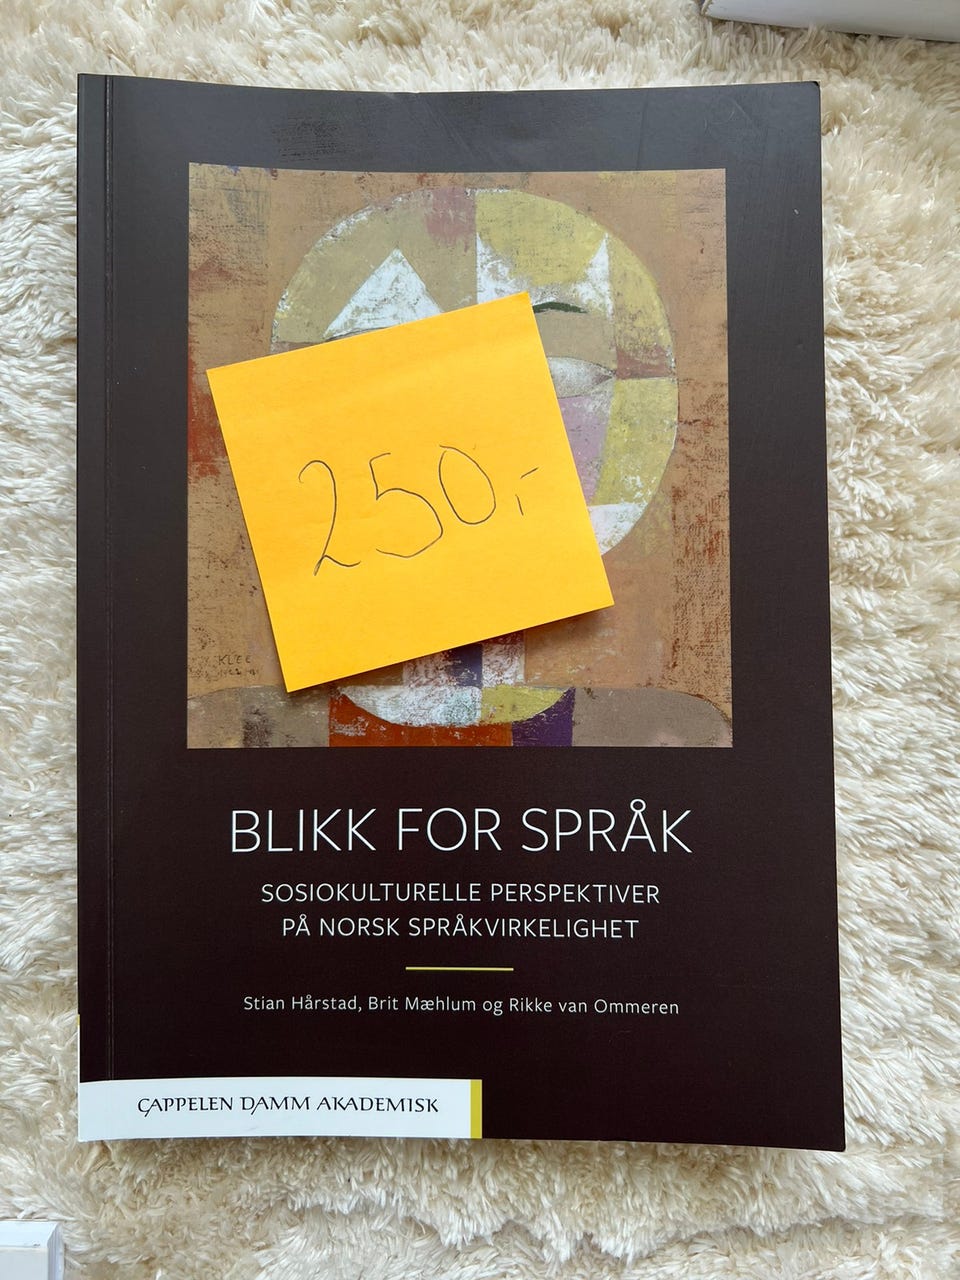 250,-
KLEE
BLIKK FOR SPRÅK
SOSIOKULTURELLE PERSPEKTIVER
PÅ NORSK SPRÅKVIRKELIGHET
Stian Hårstad, Brit Mæhlum og Rikke van Ommeren
CAPPELEN DAMM AKADEMISK